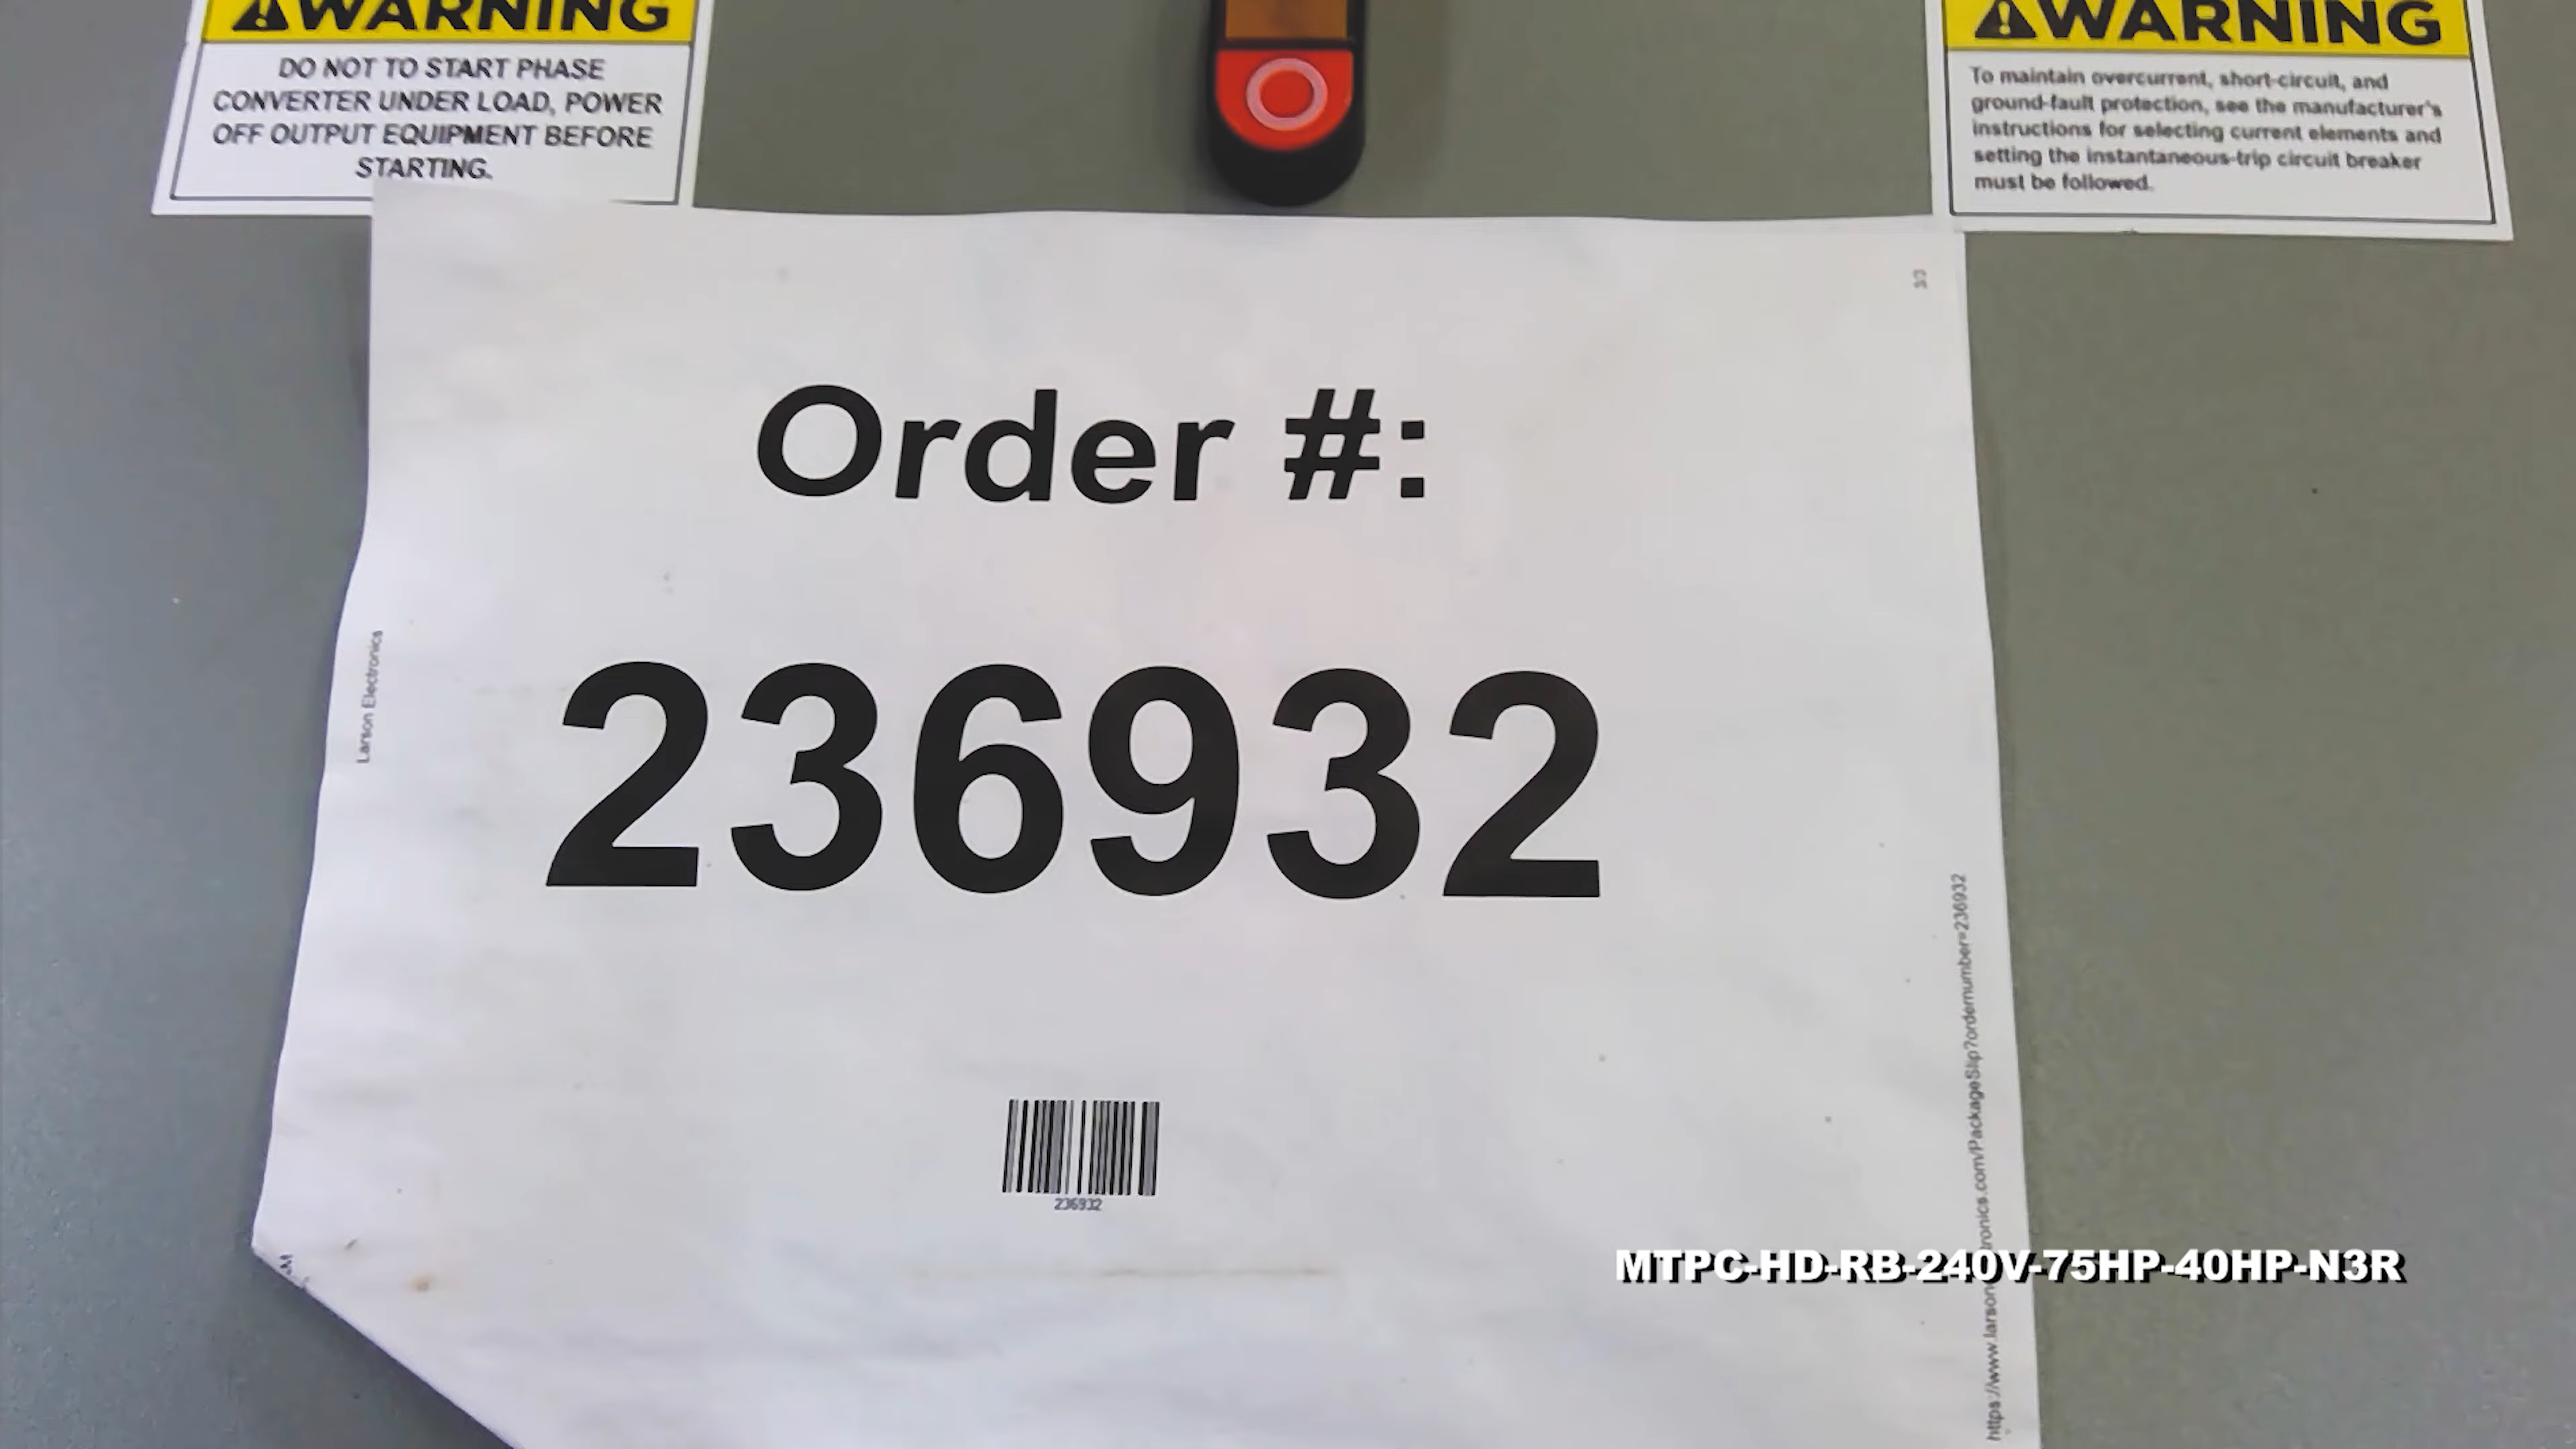 WARNING
DO NOT TO START PHASE
CONVERTER UNDER LOAD, POWER
OFF OUTPUT EQUIPMENT BEFORE
STARTING.
WARNING
To maintain overcurrent, short-circuit, and
ground-fault protection, see the manufacturer's
instructions for selecting current elements and
setting the instantaneous-trip circuit breaker
must be followed.
3/3
Order #:
Larson Electronics
236932
236932
https://www.larsonelectronics.com/PackageSlip?ordernumber=236932
MTPC-HD-RB-240V-75HP-40HP-N3R